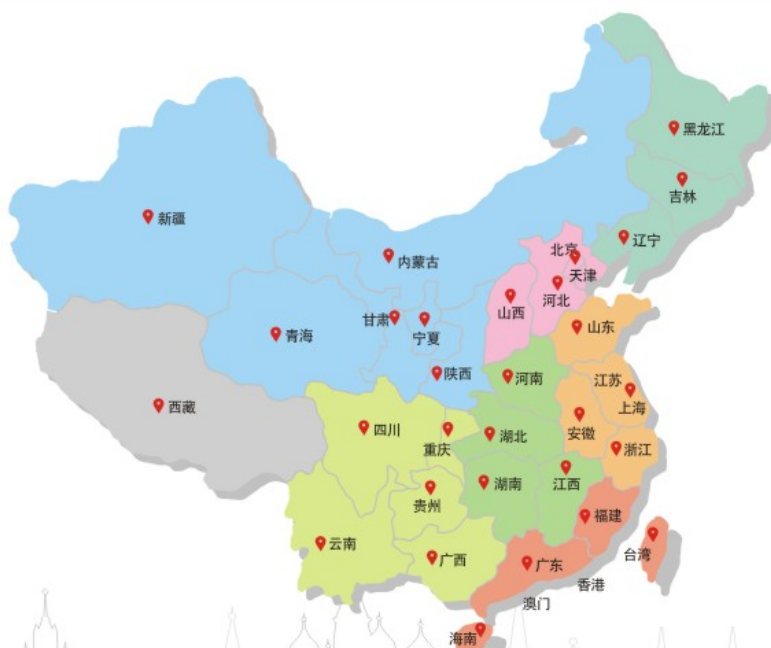 黑龙江
吉林
新疆
辽宁
北京
内蒙古
天津
河北
山西
甘肃
山东
宁夏
青海
陕西
河南
江苏
西藏
上海
四川
安徽
湖北
重庆
浙江
湖南
江西
贵州
福建
云南
台湾
广西
广东
香港
澳门
海南